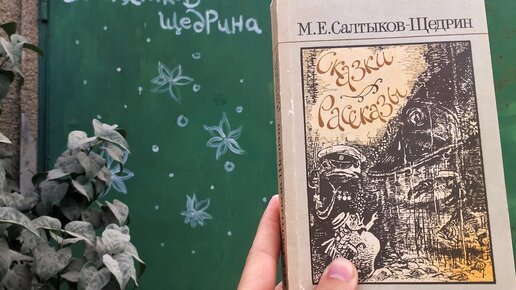 Щедрина
М.Е.Салтыков-Щедрин
Сказки
Рассказы